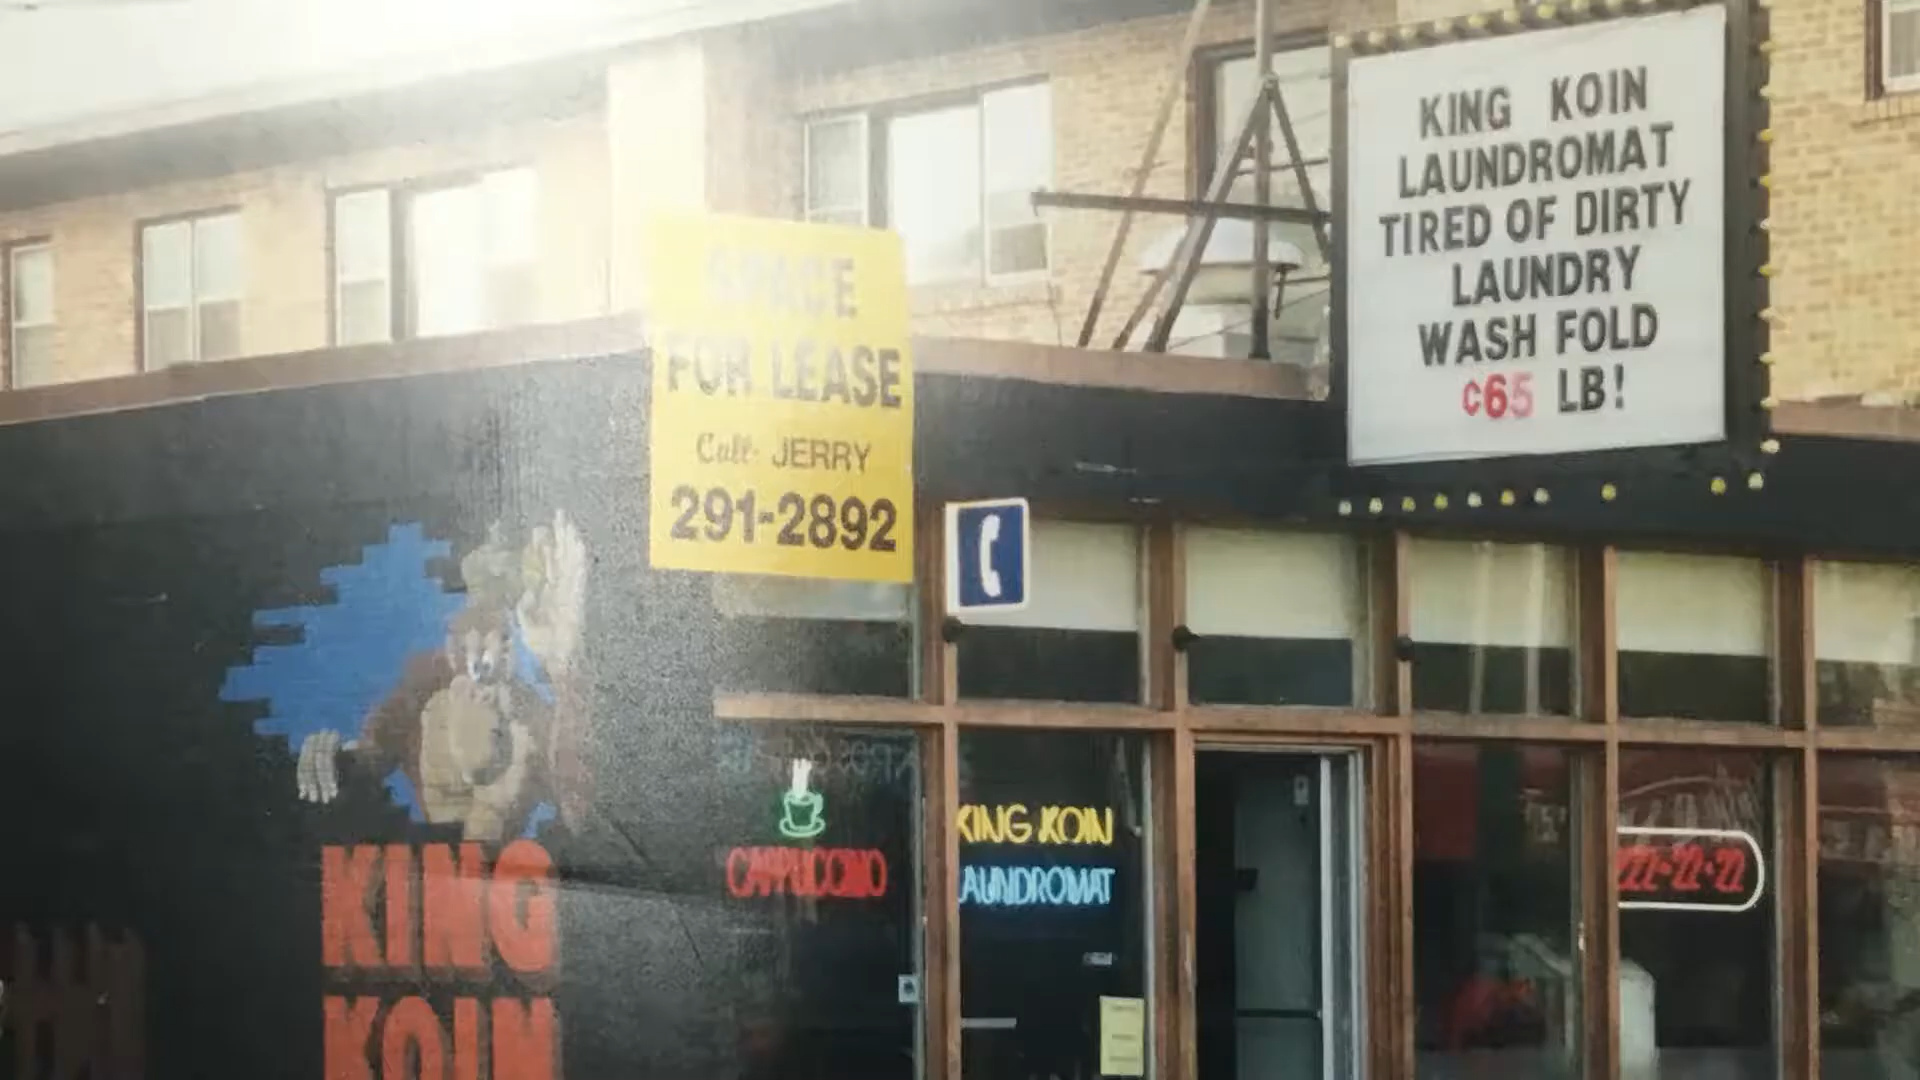 KING KOIN
LAUNDROMAT
TIRED OF DIRTY
LAUNDRY
WASH FOLD
¢65 LB!
SPACE
FOR LEASE
Call: JERRY
291-2892
CAPPUCCINO
KING KOIN
LAUNDROMAT
KING
KOIN